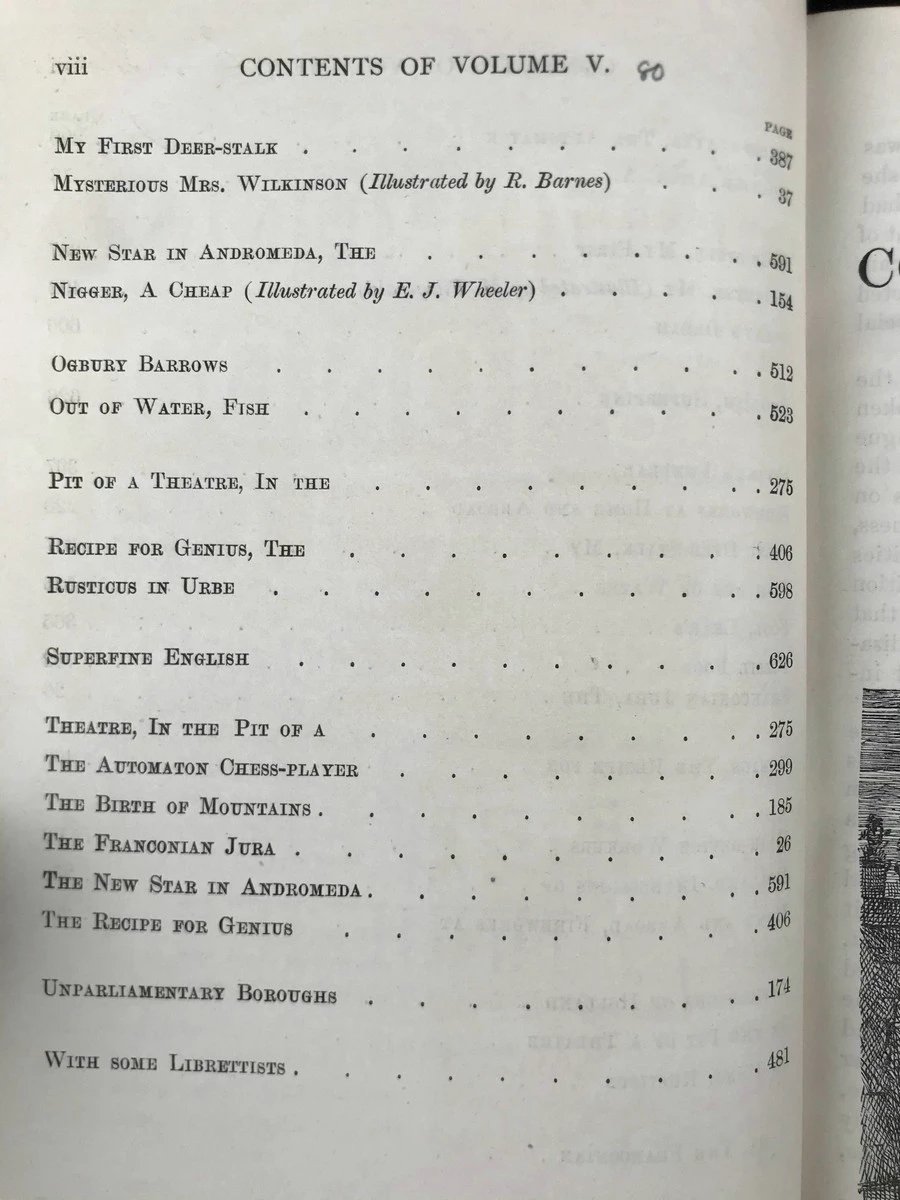 viii CONTENTS OF VOLUME V. 80
PAGE
My First Deer-stalk . . . . . . . . . . 387
Mysterious Mrs. Wilkinson (Illustrated by R. Barnes) . . . 37
New Star in Andromeda, The . . . . . . . . 591
Nigger, A Cheap (Illustrated by E. J. Wheeler) . . . . . 154
Ogbury Barrows . . . . . . . . . . 512
Out of Water, Fish . . . . . . . . . . 523
Pit of a Theatre, In the . . . . . . . . . 275
Recipe for Genius, The . . . . . . . . . 406
Rusticus in Urbe . . . . . . . . . . . 598
Superfine English . . . . . . . . . . 626
Theatre, In the Pit of a . . . . . . . . . 275
The Automaton Chess-player . . . . . . . . 299
The Birth of Mountains . . . . . . . . . . 185
The Franconian Jura . . . . . . . . . . 26
The New Star in Andromeda . . . . . . . . . 591
The Recipe for Genius . . . . . . . . . 406
Unparliamentary Boroughs . . . . . . . . . 174
With some Librettists . . . . . . . . . . 481